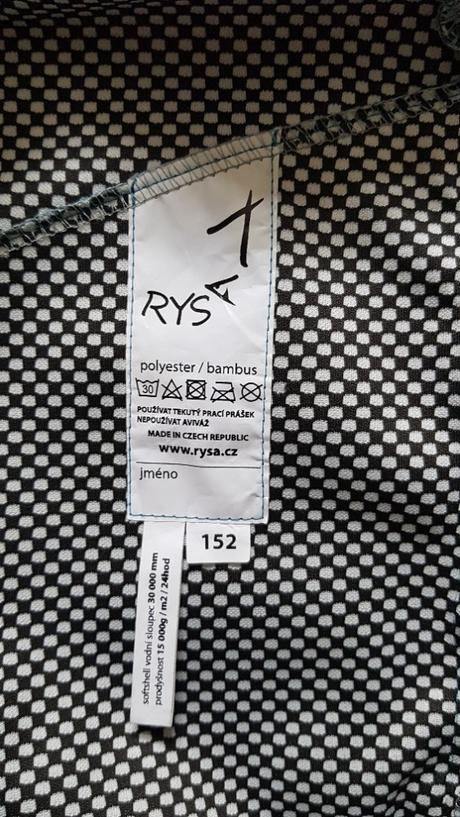 RYSA
polyester / bambus
30
POUŽÍVAT TEKUTÝ PRACÍ PRÁŠEK
NEPOUŽÍVAT AVIVÁŽ
MADE IN CZECH REPUBLIC
www.rysa.cz
jméno
152
softshell vodní sloupec 30 000 mm
prodyšnost 15 000g / m2 / 24hod